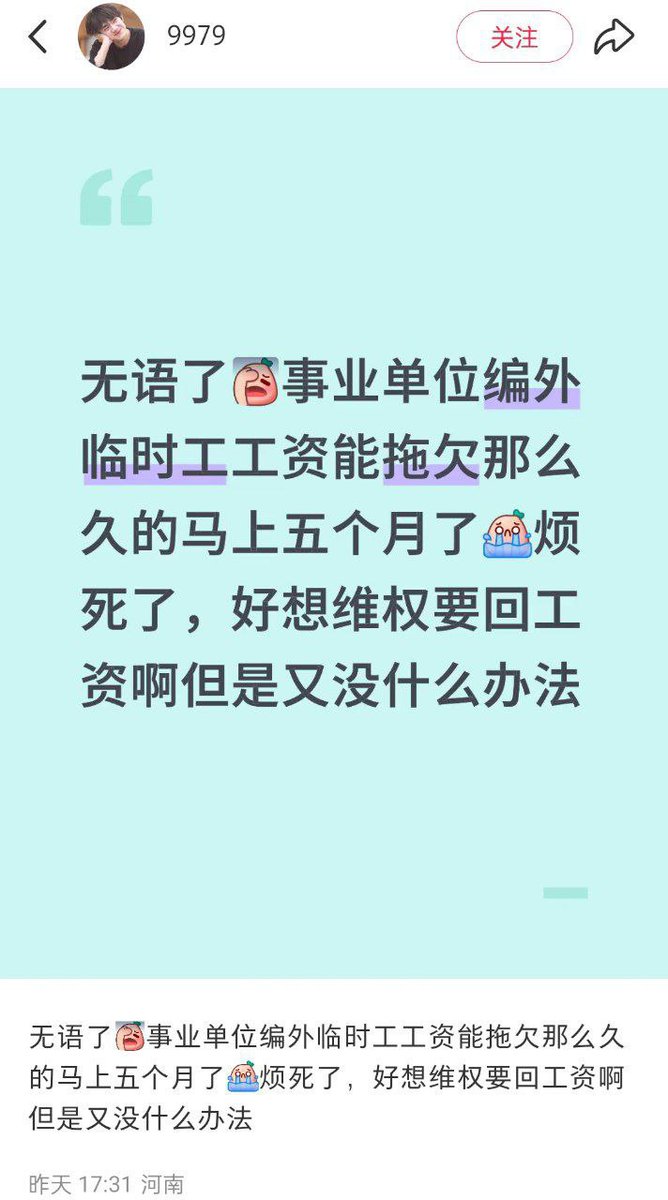 9979
关注
无语了事业单位编外
临时工工资能拖欠那么
久的马上五个月了烦
死了，好想维权要回工
资啊但是又没什么办法
无语了事业单位编外临时工工资能拖欠那么久
的马上五个月了烦死了，好想维权要回工资啊
但是又没什么办法
昨天 17:31 河南